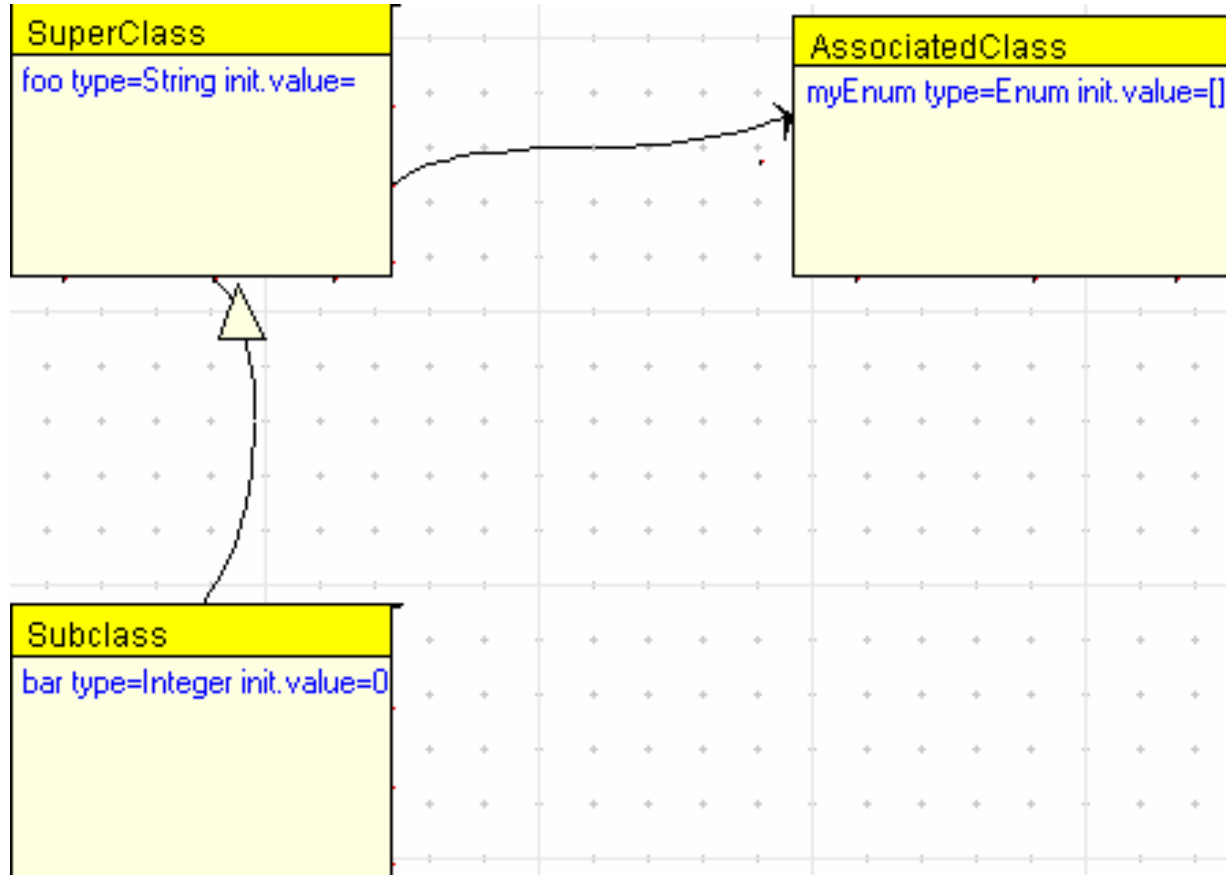 SuperClass
foo type=String init.value=
AssociatedClass
myEnum type=Enum init.value=[]
Subclass
bar type=Integer init.value=0